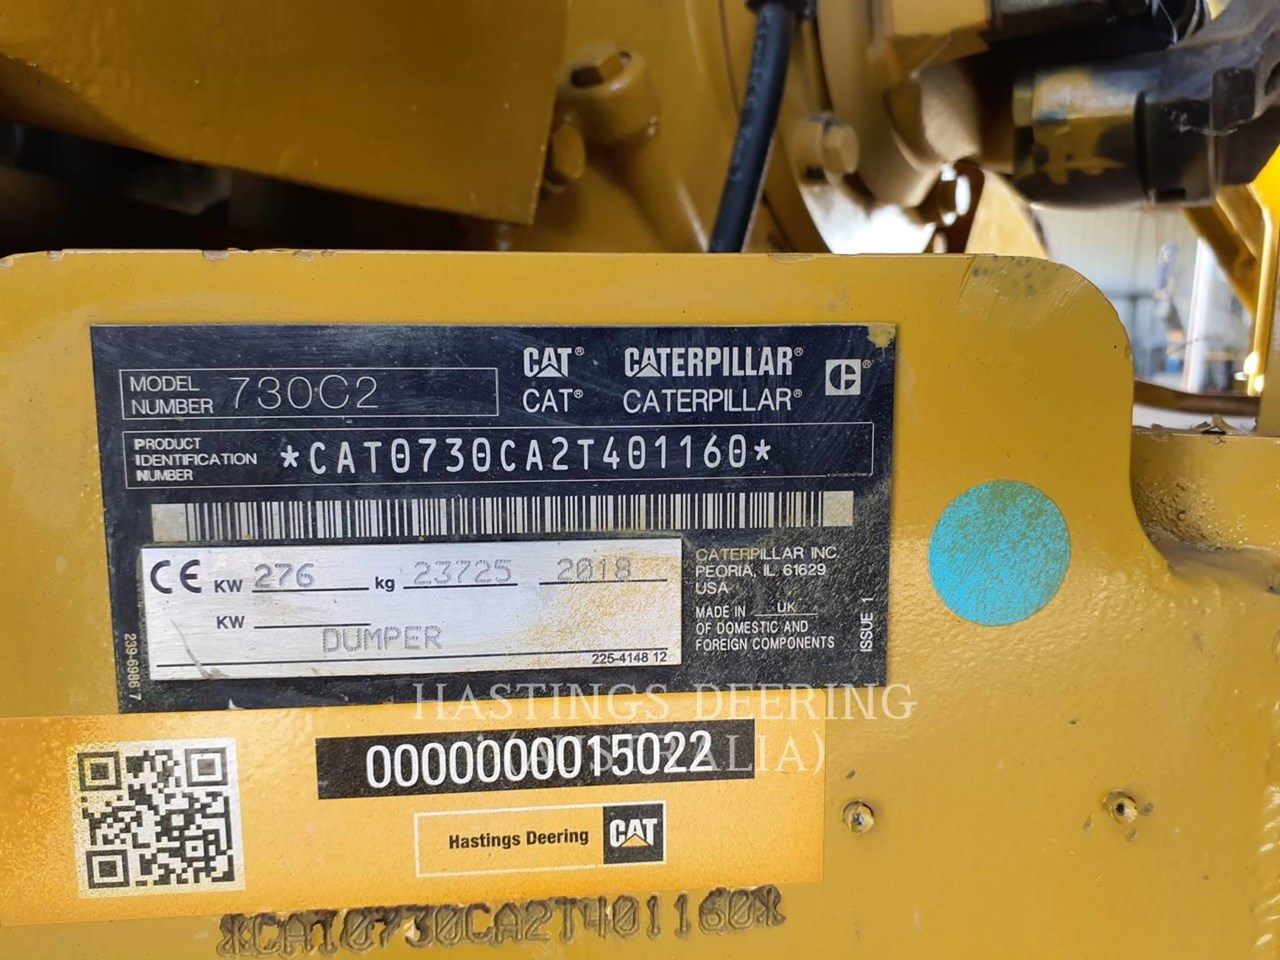 MODEL NUMBER 730C2
CAT® CATERPILLAR®
CAT® CATERPILLAR®
PRODUCT IDENTIFICATION NUMBER *CAT0730CA2T401160*
CE KW 276 kg 23725 2018
KW
DUMPER
225-4148 12
239-6986 7
CATERPILLAR INC.
PEORIA, IL 61629
USA
MADE IN UK
OF DOMESTIC AND
FOREIGN COMPONENTS
ISSUE 1
HASTINGS DEERING
(AUSTRALIA)
0000000015022
Hastings Deering CAT
*CAT0730CA2T401160*